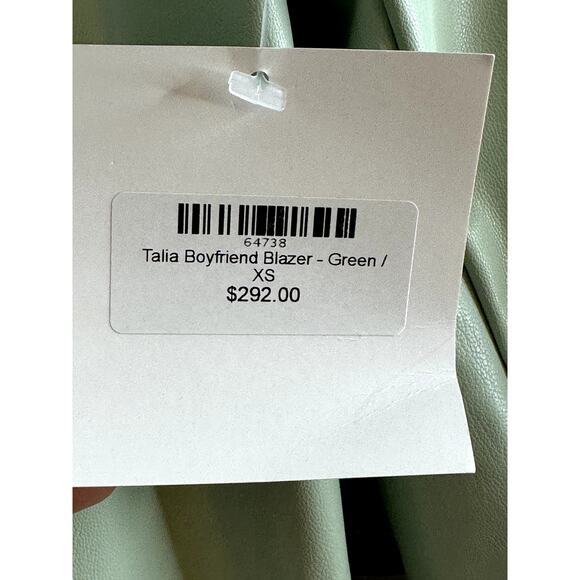 64738
Talia Boyfriend Blazer - Green /
XS
$292.00